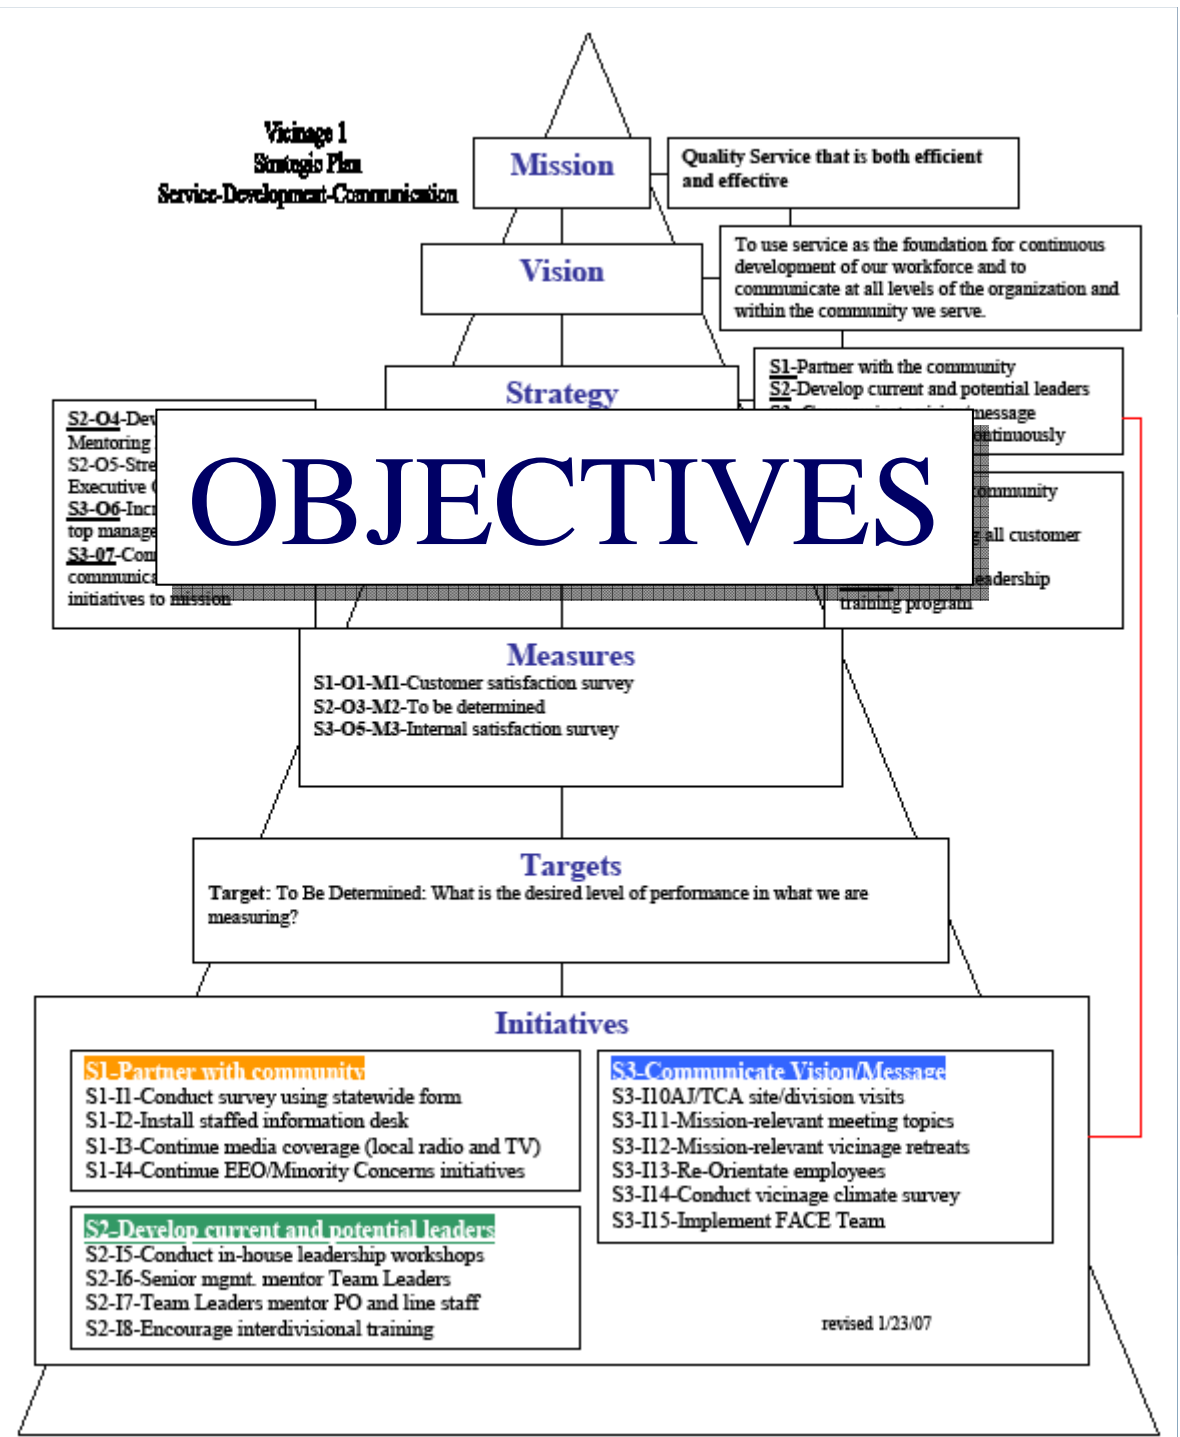 Vicinage 1
Strategic Plan
Service-Development-Communication
Mission
Quality Service that is both efficient
and effective
Vision
To use service as the foundation for continuous
development of our workforce and to
communicate at all levels of the organization and
within the community we serve.
Strategy
S1-Partner with the community
S2-Develop current and potential leaders
message
continuously
S2-O4-Dev
Mentoring
S2-O5-Stre
Executive
S3-O6-Incr
top manage
S3-07-Com
communica
initiatives to mission
OBJECTIVES
community
all customer
leadership
training program
Measures
S1-O1-M1-Customer satisfaction survey
S2-O3-M2-To be determined
S3-O5-M3-Internal satisfaction survey
Targets
Target: To Be Determined: What is the desired level of performance in what we are
measuring?
Initiatives
S1-Partner with community
S1-I1-Conduct survey using statewide form
S1-I2-Install staffed information desk
S1-I3-Continue media coverage (local radio and TV)
S1-I4-Continue EEO/Minority Concerns initiatives
S2-Develop current and potential leaders
S2-I5-Conduct in-house leadership workshops
S2-I6-Senior mgmt. mentor Team Leaders
S2-I7-Team Leaders mentor PO and line staff
S2-I8-Encourage interdivisional training
S3-Communicate Vision/Message
S3-I10AJ/TCA site/division visits
S3-I11-Mission-relevant meeting topics
S3-I12-Mission-relevant vicinage retreats
S3-I13-Re-Orientate employees
S3-I14-Conduct vicinage climate survey
S3-I15-Implement FACE Team
revised 1/23/07